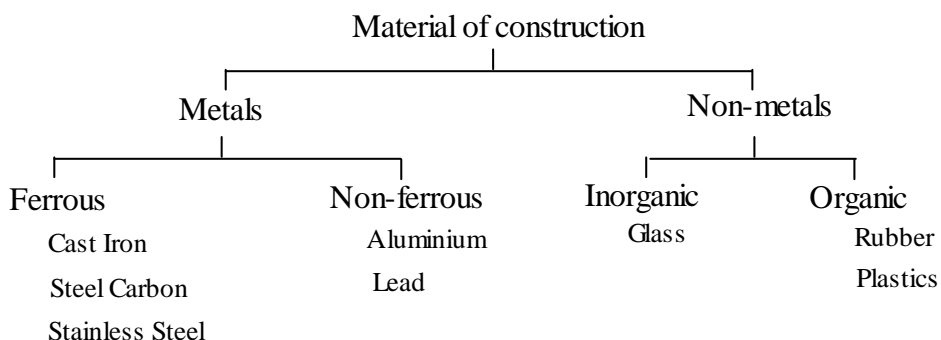 Material of construction
Metals
Non-metals
Ferrous
Cast Iron
Steel Carbon
Stainless Steel
Non-ferrous
Aluminium
Lead
Inorganic
Glass
Organic
Rubber
Plastics